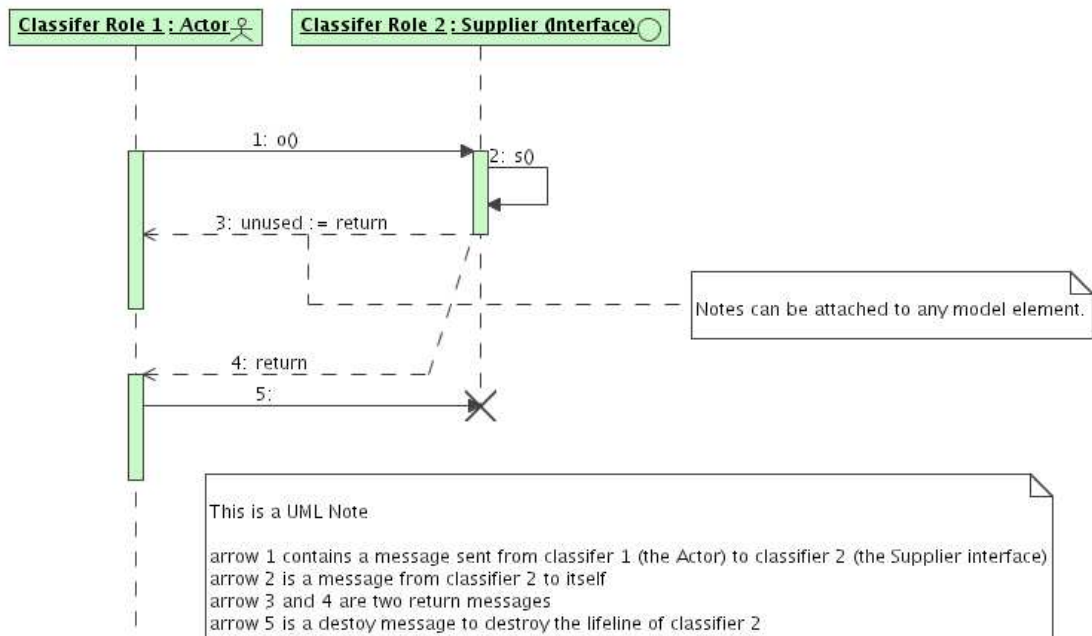 Classifer Role 1 : Actor
Classifer Role 2 : Supplier (Interface)
1: o()
2: s()
3: unused := return
Notes can be attached to any model element.
4: return
5:
This is a UML Note
arrow 1 contains a message sent from classifer 1 (the Actor) to classifier 2 (the Supplier interface)
arrow 2 is a message from classifier 2 to itself
arrow 3 and 4 are two return messages
arrow 5 is a destoy message to destroy the lifeline of classifier 2